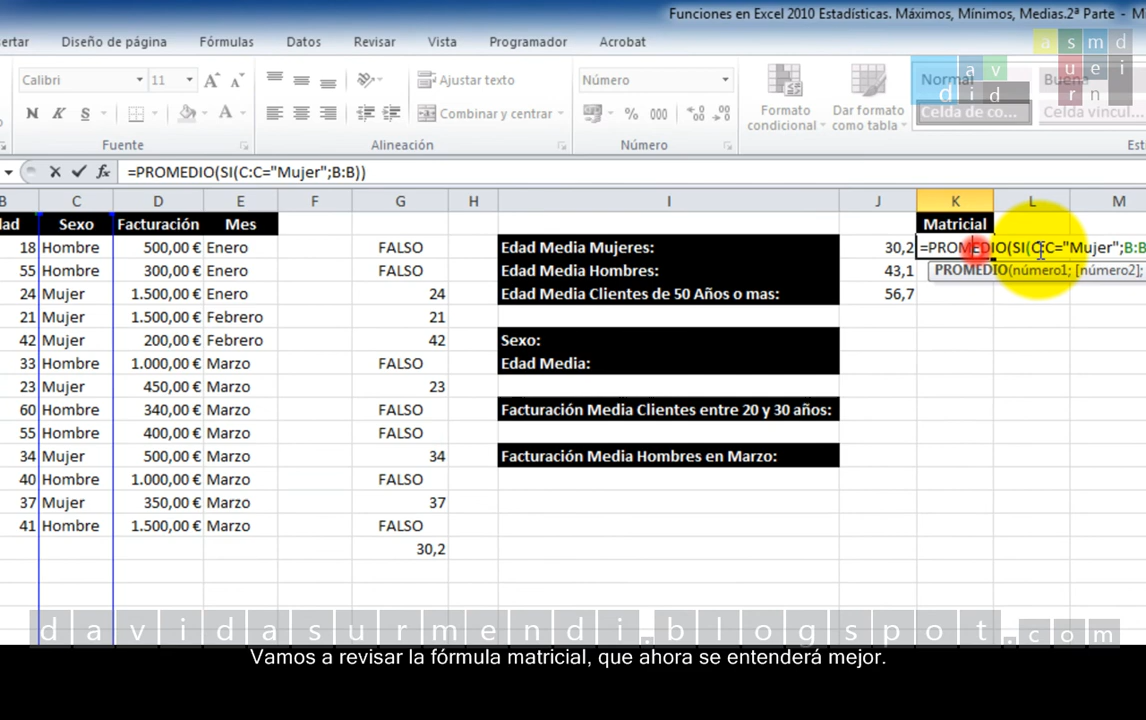 Funciones en Excel 2010 Estadísticas. Máximos, Mínimos, Medias.2ª Parte - M
ertar Diseño de página Fórmulas Datos Revisar Vista Programador Acrobat
Calibri 11 Ajustar texto Número Normal Buena
N K S A Combinar y centrar % 000 Formato condicional Dar formato como tabla Celda de co... Celda vincul...
Fuente Alineación Número Est
a s m d
a v u e i
d i d r n
fx =PROMEDIO(SI(C:C="Mujer";B:B))
B C D E F G H I J K L M
dad Sexo Facturación Mes Matricial
18 Hombre 500,00 € Enero FALSO Edad Media Mujeres: 30,2 =PROMEDIO(SI(C:C="Mujer";B:B
55 Hombre 300,00 € Enero FALSO Edad Media Hombres: 43,1 PROMEDIO(número1; [número2];
24 Mujer 1.500,00 € Enero 24 Edad Media Clientes de 50 Años o mas: 56,7
21 Mujer 1.500,00 € Febrero 21
42 Mujer 200,00 € Febrero 42 Sexo:
33 Hombre 1.000,00 € Marzo FALSO Edad Media:
23 Mujer 450,00 € Marzo 23
60 Hombre 340,00 € Marzo FALSO Facturación Media Clientes entre 20 y 30 años:
55 Hombre 400,00 € Marzo FALSO
34 Mujer 500,00 € Marzo 34 Facturación Media Hombres en Marzo:
40 Hombre 1.000,00 € Marzo FALSO
37 Mujer 350,00 € Marzo 37
41 Hombre 1.500,00 € Marzo FALSO
30,2
davidasurmendi.blogspot.com
Vamos a revisar la fórmula matricial, que ahora se entenderá mejor.